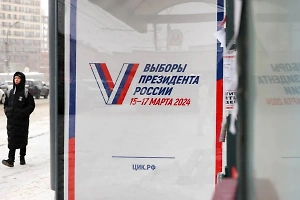 ВЫБОРЫ
ПРЕЗИДЕНТА
РОССИИ
15–17 МАРТА 2024
ЦИК.РФ